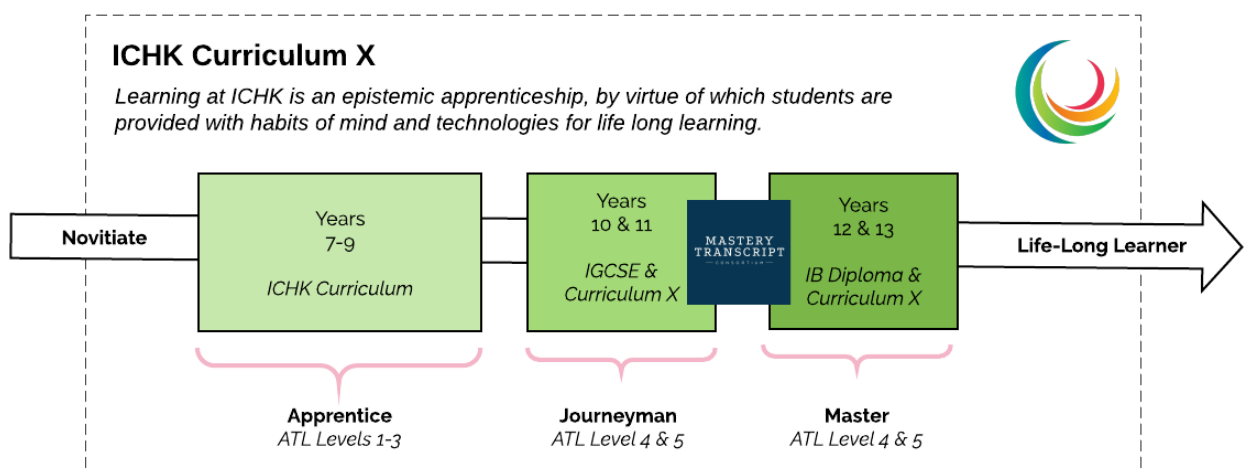 ICHK Curriculum X
Learning at ICHK is an epistemic apprenticeship, by virtue of which students are
provided with habits of mind and technologies for life long learning.
Novitiate
Years
7-9
ICHK Curriculum
Years
10 & 11
IGCSE &
Curriculum X
MASTERY
TRANSCRIPT
CONSORTIUM
Years
12 & 13
IB Diploma &
Curriculum X
Life-Long Learner
Apprentice
ATL Levels 1-3
Journeyman
ATL Level 4 & 5
Master
ATL Level 4 & 5